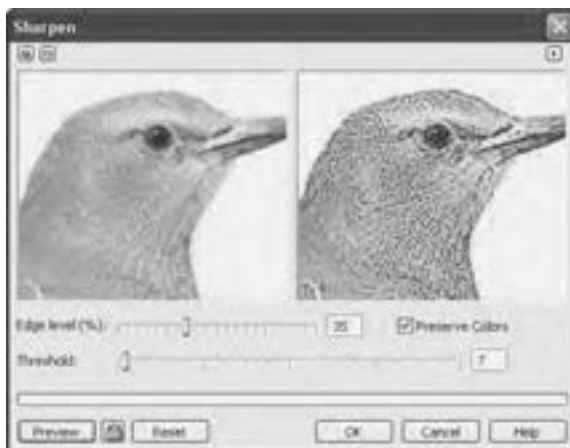 Sharpen
Edge level (%): 35 Preserve Colors
Threshold: 7
Preview Reset OK Cancel Help